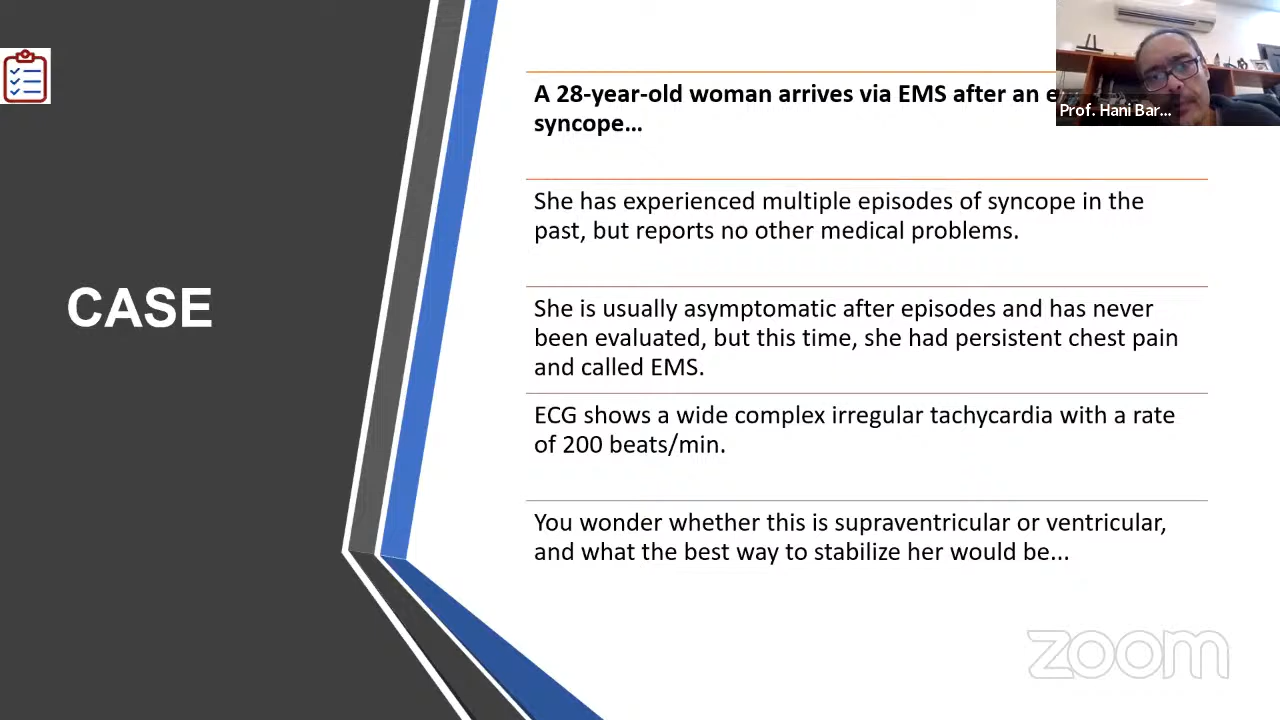 A 28-year-old woman arrives via EMS after an
syncope…
Prof. Hani Bar...
She has experienced multiple episodes of syncope in the
past, but reports no other medical problems.
CASE
She is usually asymptomatic after episodes and has never
been evaluated, but this time, she had persistent chest pain
and called EMS.
ECG shows a wide complex irregular tachycardia with a rate
of 200 beats/min.
You wonder whether this is supraventricular or ventricular,
and what the best way to stabilize her would be...
zoom